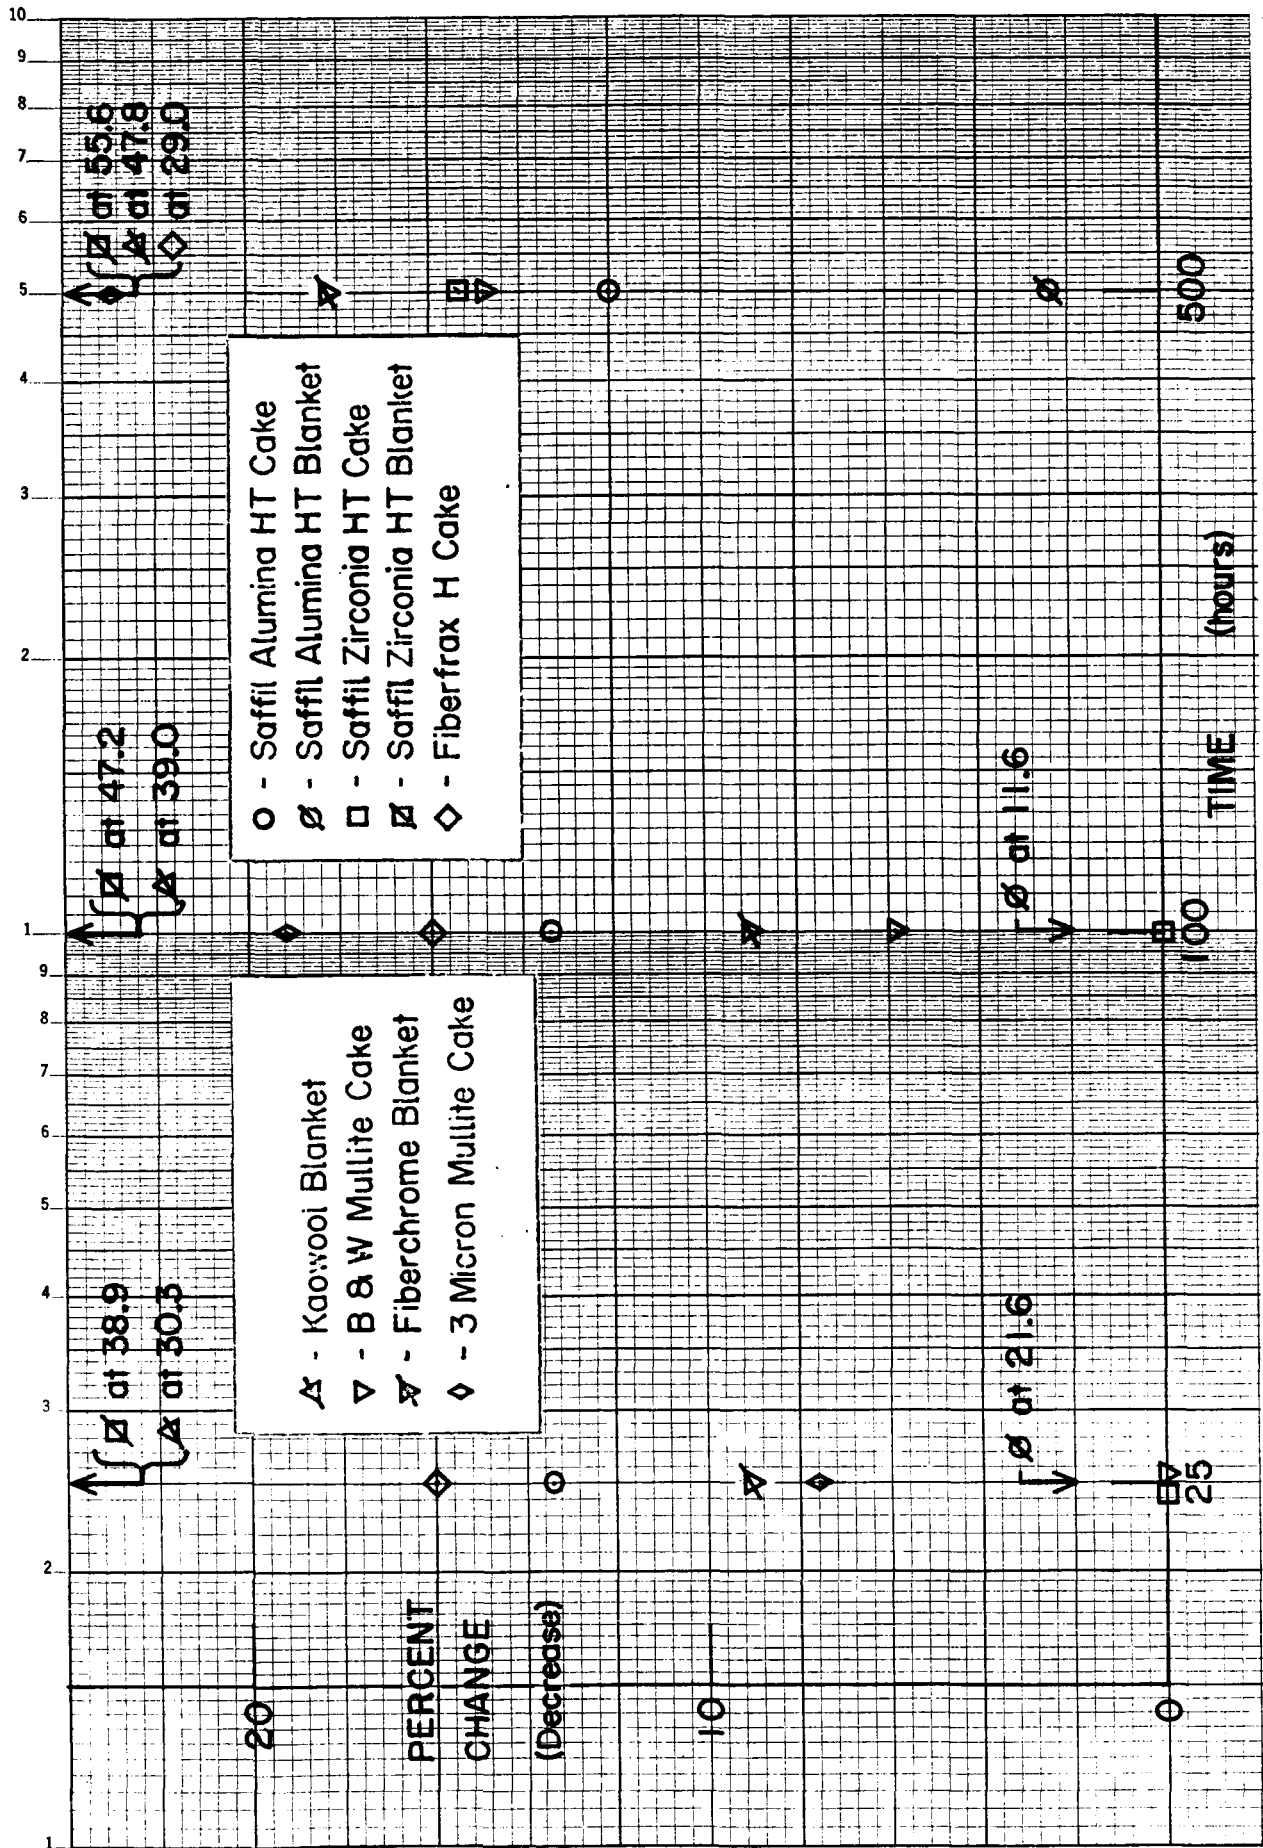 PERCENT
CHANGE
(Decrease)
20
10
0
⍁ at 38.9
at 30.3
Ø at 21.6
25
- Kaowool Blanket
▽ - B & W Mullite Cake
- Fiberchrome Blanket
◇ - 3 Micron Mullite Cake
at 47.2
at 39.0
Ø at 11.6
100
○ - Saffil Alumina HT Cake
Ø - Saffil Alumina HT Blanket
□ - Saffil Zirconia HT Cake
- Saffil Zirconia HT Blanket
◇ - Fiberfrax H Cake
at 55.6
at 47.8
◇ at 29.0
500
TIME (hours)
1
2
3
4
5
6
7
8
9
1
2
3
4
5
6
7
8
9
10